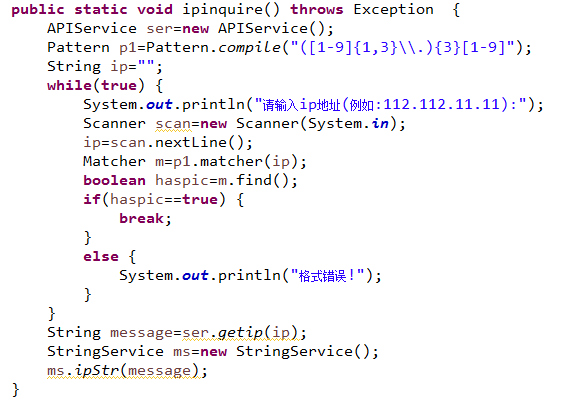 public static void ipinquire() throws Exception  {
    APIService ser=new APIService();
    Pattern p1=Pattern.compile("([1-9]{1,3}\\.){3}[1-9]");
    String ip="";
    while(true) {
        System.out.println("请输入ip地址(例如:112.112.11.11):");
        Scanner scan=new Scanner(System.in);
        ip=scan.nextLine();
        Matcher m=p1.matcher(ip);
        boolean haspic=m.find();
        if(haspic==true) {
            break;
        }
        else {
            System.out.println("格式错误!");
        }
    }
    String message=ser.getip(ip);
    StringService ms=new StringService();
    ms.ipStr(message);
}